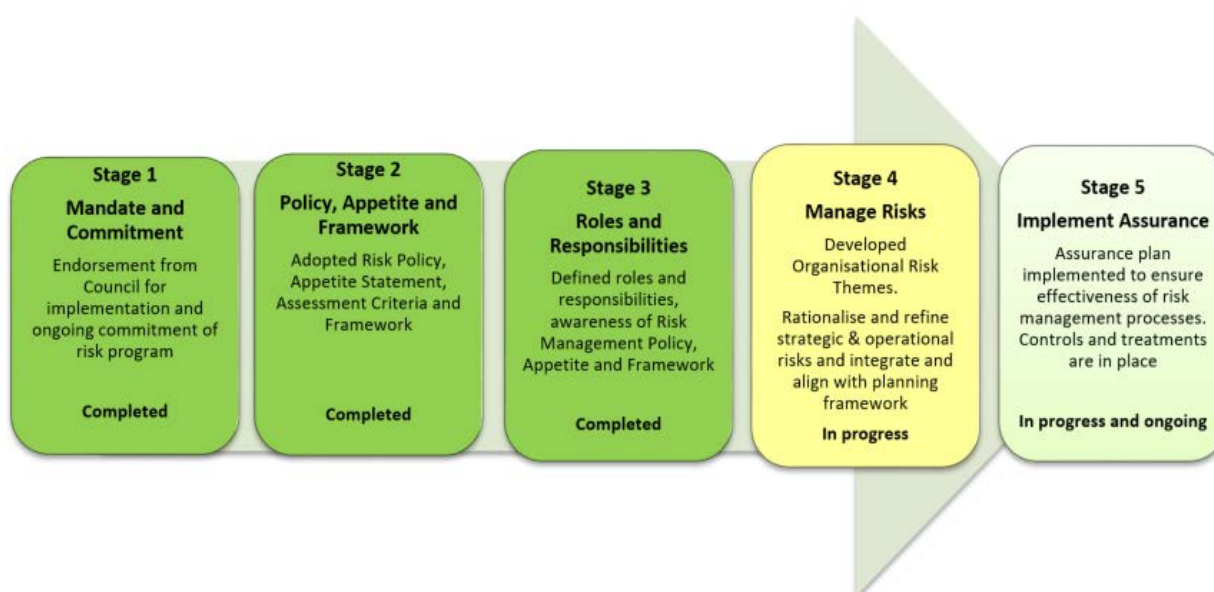 Stage 1
Mandate and
Commitment
Endorsement from
Council for
implementation and
ongoing commitment of
risk program
Completed
Stage 2
Policy, Appetite and
Framework
Adopted Risk Policy,
Appetite Statement,
Assessment Criteria and
Framework
Completed
Stage 3
Roles and
Responsibilities
Defined roles and
responsibilities,
awareness of Risk
Management Policy,
Appetite and Framework
Completed
Stage 4
Manage Risks
Developed
Organisational Risk
Themes.
Rationalise and refine
strategic & operational
risks and integrate and
align with planning
framework
In progress
Stage 5
Implement Assurance
Assurance plan
implemented to ensure
effectiveness of risk
management processes.
Controls and treatments
are in place
In progress and ongoing